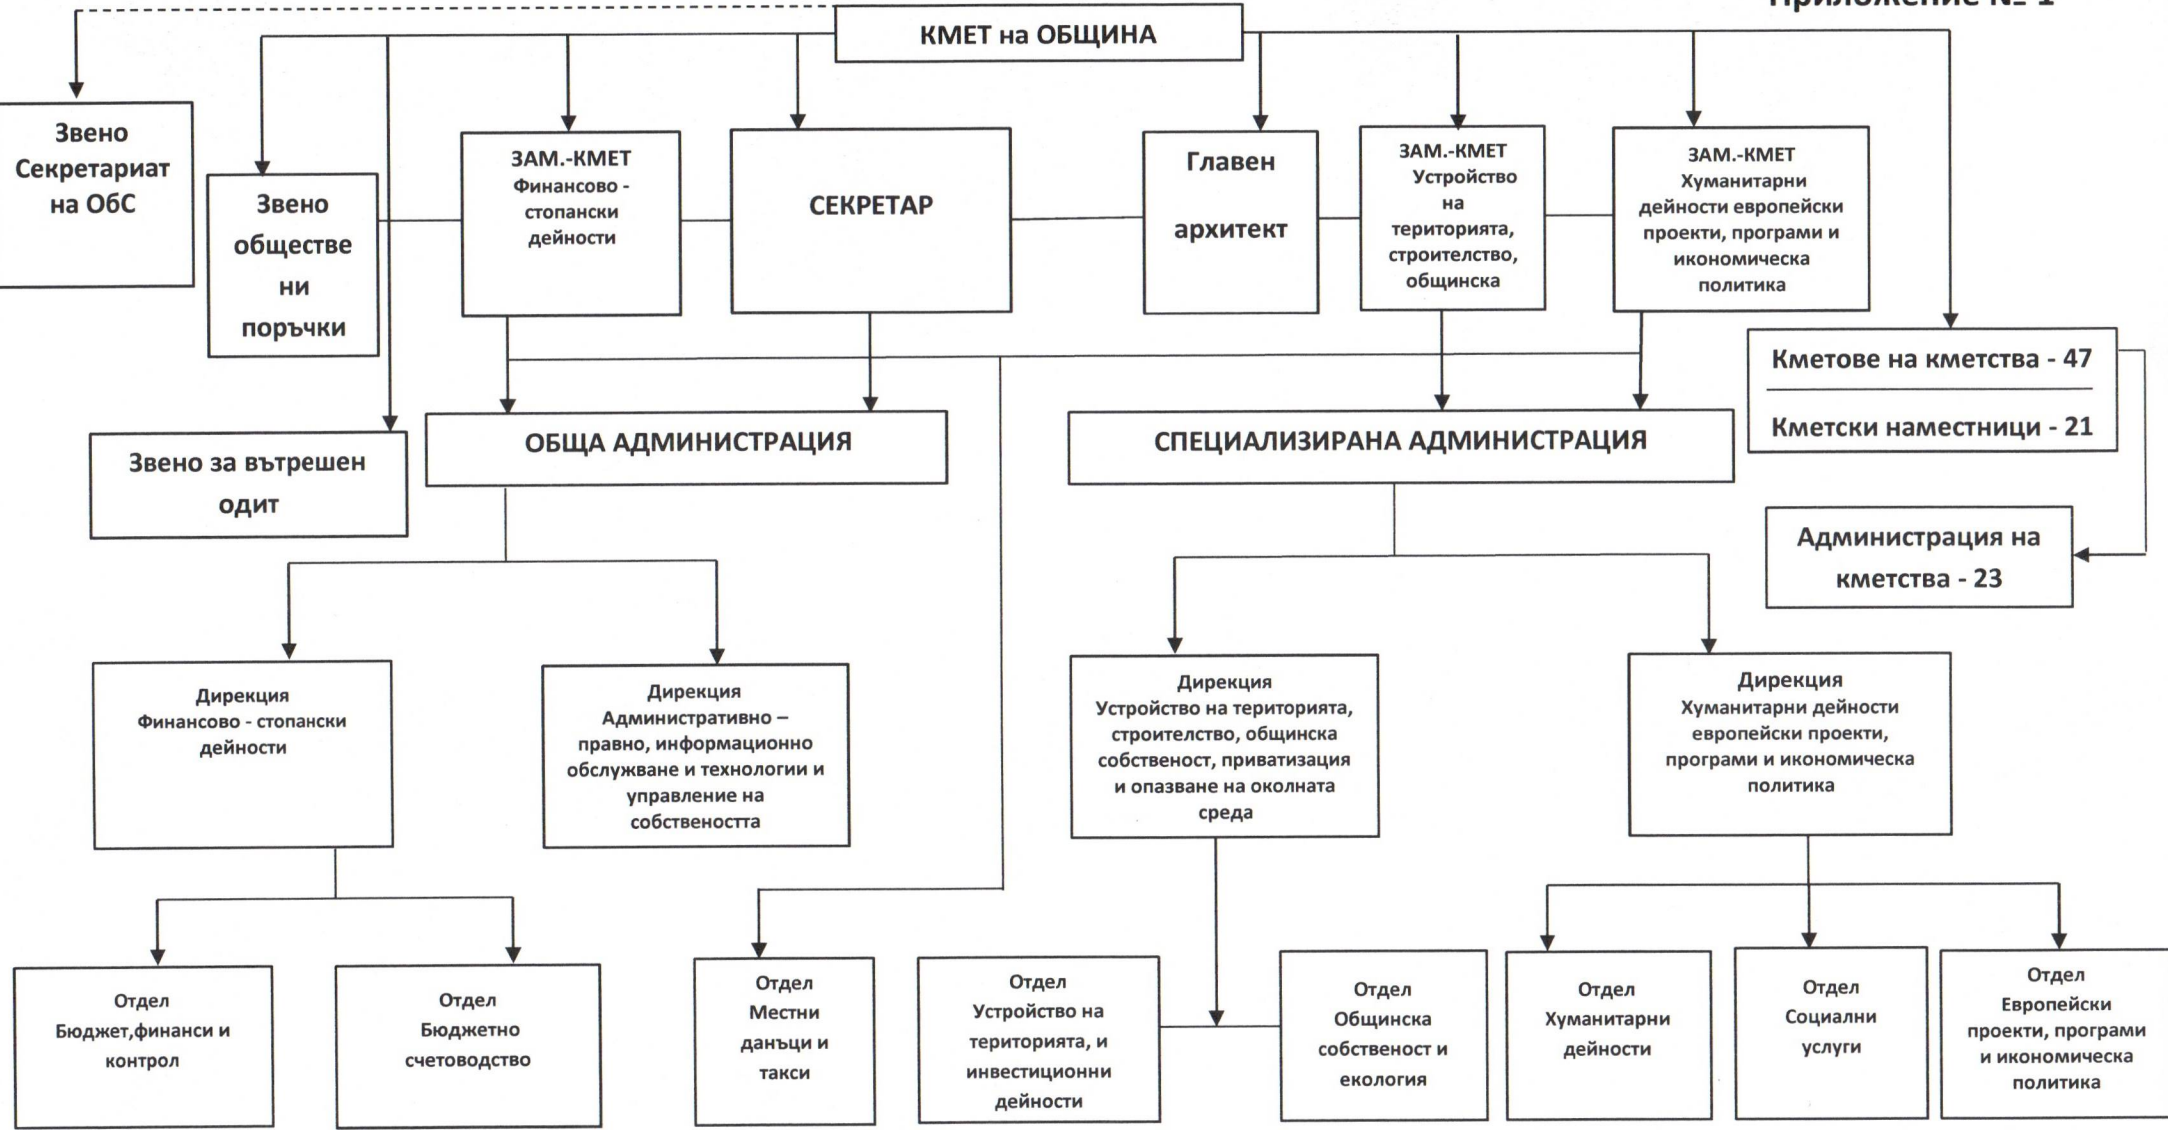 Приложение № 1
КМЕТ на ОБЩИНА
Звено
Секретариат
на ОбС
Звено
обществе
ни
поръчки
ЗАМ.-КМЕТ
Финансово -
стопански
дейности
СЕКРЕТАР
Главен
архитект
ЗАМ.-КМЕТ
Устройство
на
територията,
строителство,
общинска
ЗАМ.-КМЕТ
Хуманитарни
дейности европейски
проекти, програми и
икономическа
политика
Кметове на кметства - 47
Кметски наместници - 21
Звено за вътрешен
одит
ОБЩА АДМИНИСТРАЦИЯ
СПЕЦИАЛИЗИРАНА АДМИНИСТРАЦИЯ
Администрация на
кметства - 23
Дирекция
Финансово - стопански
дейности
Дирекция
Административно –
правно, информационно
обслужване и технологии и
управление на
собствеността
Дирекция
Устройство на територията,
строителство, общинска
собственост, приватизация
и опазване на околната
среда
Дирекция
Хуманитарни дейности
европейски проекти,
програми и икономическа
политика
Отдел
Бюджет,финанси и
контрол
Отдел
Бюджетно
счетоводство
Отдел
Местни
данъци и
такси
Отдел
Устройство на
територията, и
инвестиционни
дейности
Отдел
Общинска
собственост и
екология
Отдел
Хуманитарни
дейности
Отдел
Социални
услуги
Отдел
Европейски
проекти, програми
и икономическа
политика